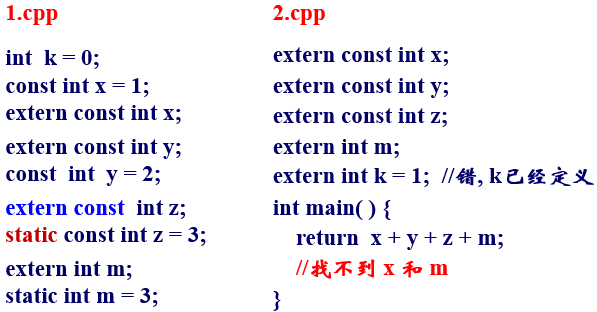 1.cpp
int k = 0;
const int x = 1;
extern const int x;
extern const int y;
const int y = 2;
extern const int z;
static const int z = 3;
extern int m;
static int m = 3;
2.cpp
extern const int x;
extern const int y;
extern const int z;
extern int m;
extern int k = 1; //错, k已经定义
int main( ) {
return x + y + z + m;
//找不到 x 和 m
}